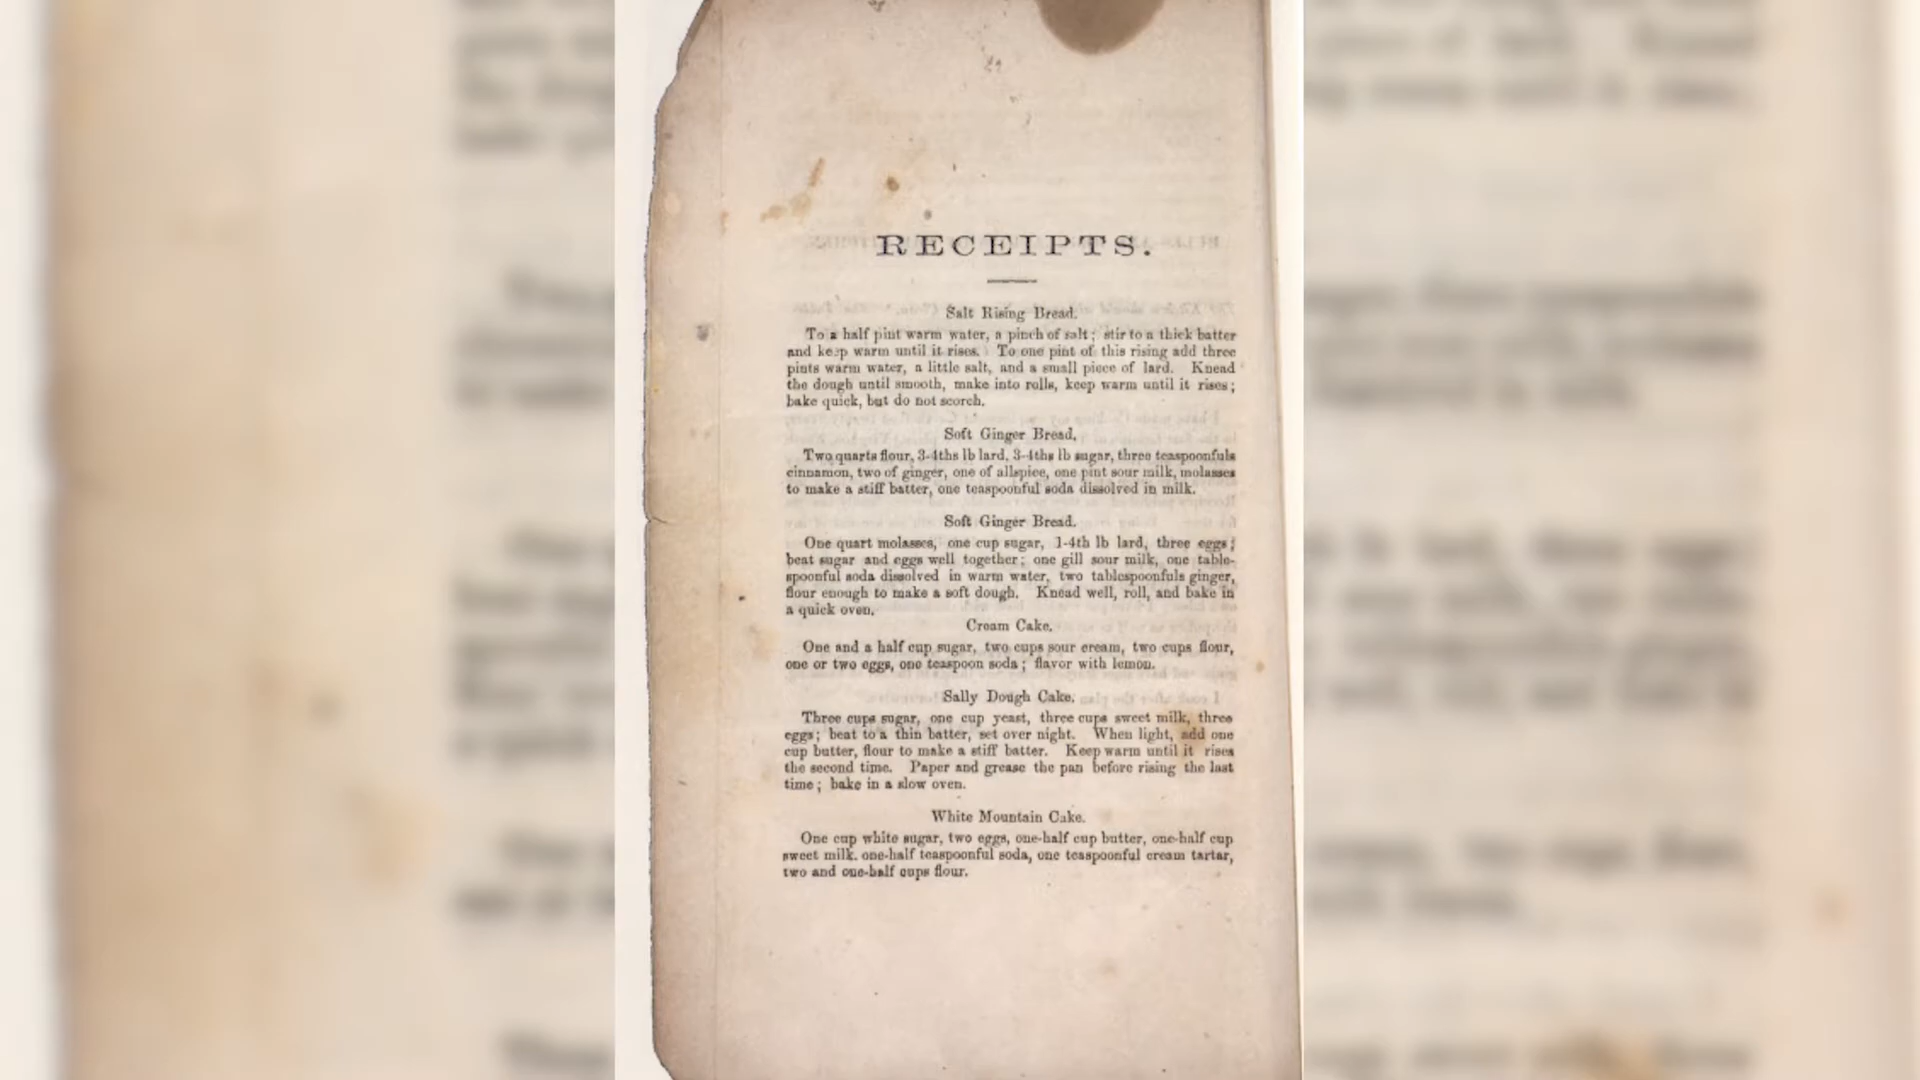 RECEIPTS.
Salt Rising Bread.
To a half pint warm water, a pinch of salt; stir to a thick batter
and keep warm until it rises. To one pint of this rising add three
pints warm water, a little salt, and a small piece of lard. Knead
the dough until smooth, make into rolls, keep warm until it rises;
bake quick, but do not scorch.
Soft Ginger Bread.
Two quarts flour, 3-4ths lb lard, 3-4ths lb sugar, three teaspoonfuls
cinnamon, two of ginger, one of allspice, one pint sour milk, molasses
to make a stiff batter, one teaspoonful soda dissolved in milk.
Soft Ginger Bread.
One quart molasses, one cup sugar, 1-4th lb lard, three eggs;
beat sugar and eggs well together; one gill sour milk, one table-
spoonful soda dissolved in warm water, two tablespoonfuls ginger,
flour enough to make a soft dough. Knead well, roll, and bake in
a quick oven.
Cream Cake.
One and a half cup sugar, two cups sour cream, two cups flour,
one or two eggs, one teaspoon soda; flavor with lemon.
Sally Dough Cake.
Three cups sugar, one cup yeast, three cups sweet milk, three
eggs; beat to a thin batter, set over night. When light, add one
cup butter, flour to make a stiff batter. Keep warm until it rises
the second time. Paper and grease the pan before rising the last
time; bake in a slow oven.
White Mountain Cake.
One cup white sugar, two eggs, one-half cup butter, one-half cup
sweet milk. one-half teaspoonful soda, one teaspoonful cream tartar,
two and one-half cups flour.